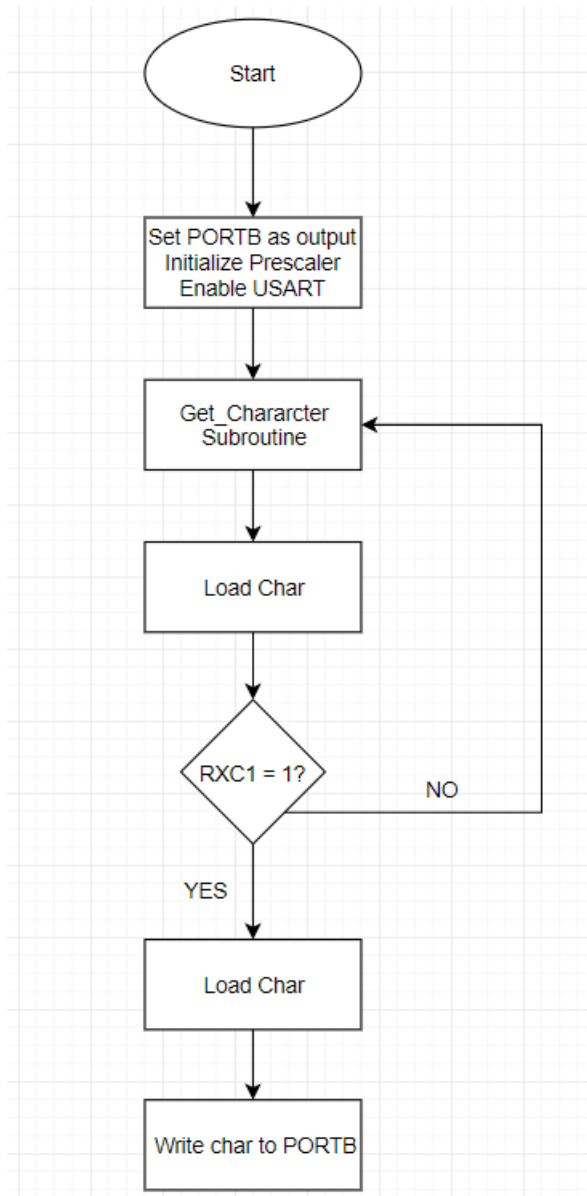 Start
Set PORTB as output
Initialize Prescaler
Enable USART
Get_Chararcter
Subroutine
Load Char
RXC1 = 1?
NO
YES
Load Char
Write char to PORTB